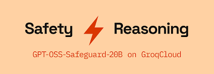 Safety Reasoning
GPT-OSS-Safeguard-20B on GroqCloud